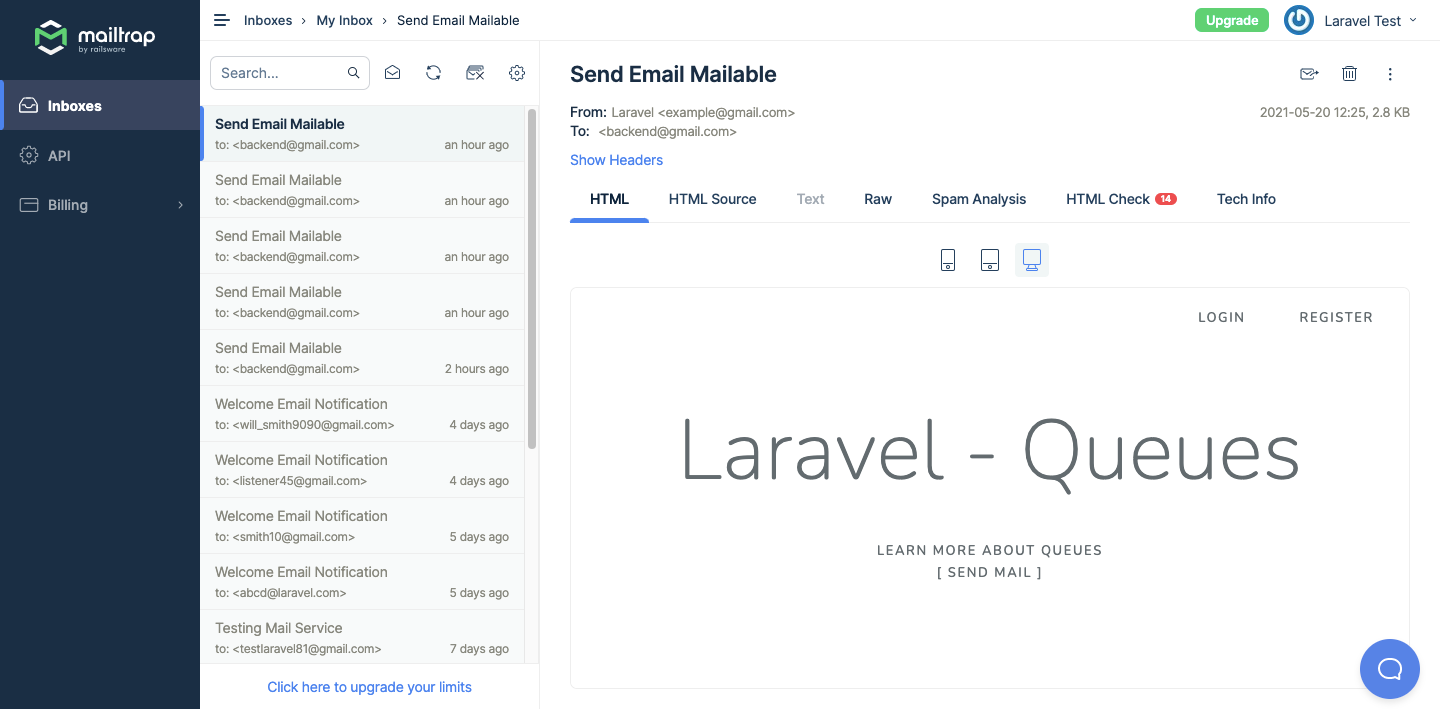 mailtrap
by railsware
Inboxes
API
Billing
Inboxes › My Inbox › Send Email Mailable
Upgrade
Laravel Test
Search...
Send Email Mailable
to: <backend@gmail.com> an hour ago
Send Email Mailable
to: <backend@gmail.com> an hour ago
Send Email Mailable
to: <backend@gmail.com> an hour ago
Send Email Mailable
to: <backend@gmail.com> an hour ago
Send Email Mailable
to: <backend@gmail.com> 2 hours ago
Welcome Email Notification
to: <will_smith9090@gmail.com> 4 days ago
Welcome Email Notification
to: <listener45@gmail.com> 4 days ago
Welcome Email Notification
to: <smith10@gmail.com> 5 days ago
Welcome Email Notification
to: <abcd@laravel.com> 5 days ago
Testing Mail Service
to: <testlaravel81@gmail.com> 7 days ago
Click here to upgrade your limits
Send Email Mailable
From: Laravel <example@gmail.com> 2021-05-20 12:25, 2.8 KB
To: <backend@gmail.com>
Show Headers
HTML HTML Source Text Raw Spam Analysis HTML Check 14 Tech Info
LOGIN REGISTER
Laravel - Queues
LEARN MORE ABOUT QUEUES
[ SEND MAIL ]